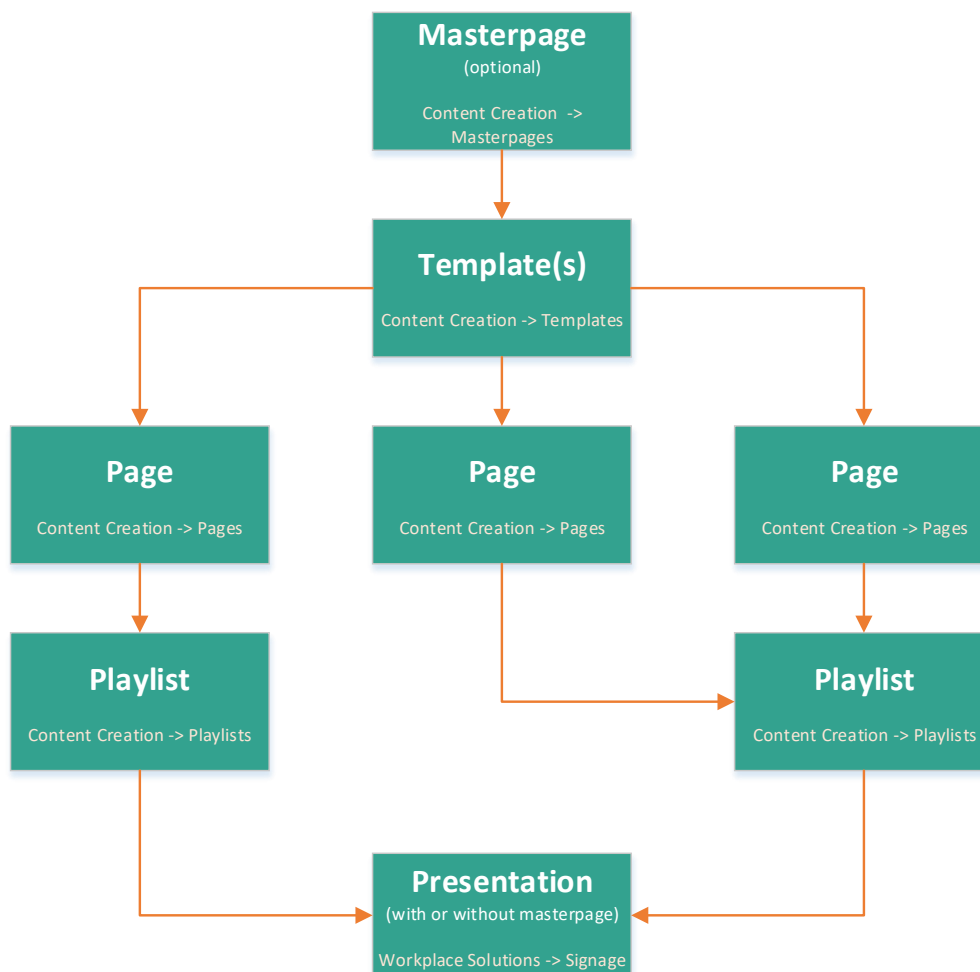 Masterpage
(optional)
Content Creation -> 
Masterpages
Template(s)
Content Creation -> Templates
Page
Content Creation -> Pages
Page
Content Creation -> Pages
Page
Content Creation -> Pages
Playlist
Content Creation -> Playlists
Playlist
Content Creation -> Playlists
Presentation
(with or without masterpage)
Workplace Solutions -> Signage